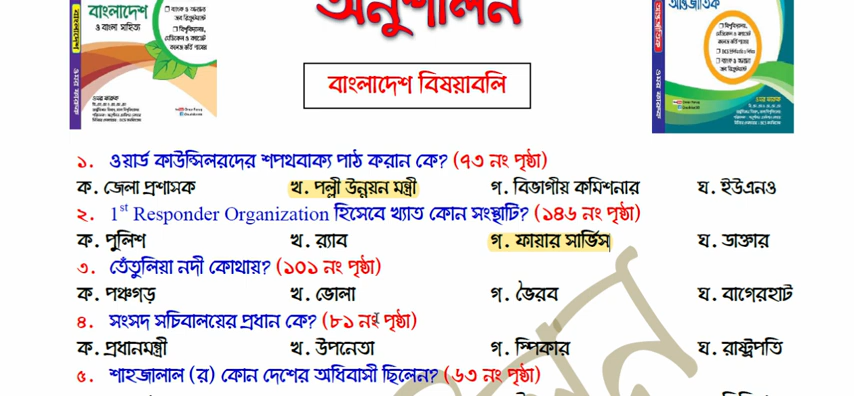 বাংলাদেশ
ও বাংলা সাহিত্য
অনুশীলন
আন্তর্জাতিক
বাংলাদেশ বিষয়াবলি
১. ওয়ার্ড কাউন্সিলরদের শপথবাক্য পাঠ করান কে? (৭৩ নং পৃষ্ঠা)
ক. জেলা প্রশাসক খ. পল্লী উন্নয়ন মন্ত্রী গ. বিভাগীয় কমিশনার ঘ. ইউএনও
২. 1st Responder Organization হিসেবে খ্যাত কোন সংস্থাটি? (১৪৬ নং পৃষ্ঠা)
ক. পুলিশ খ. র‍্যাব গ. ফায়ার সার্ভিস ঘ. ডাক্তার
৩. তেঁতুলিয়া নদী কোথায়? (১০১ নং পৃষ্ঠা)
ক. পঞ্চগড় খ. ভোলা গ. ভৈরব ঘ. বাগেরহাট
৪. সংসদ সচিবালয়ের প্রধান কে? (৮১ নং পৃষ্ঠা)
ক. প্রধানমন্ত্রী খ. উপনেতা গ. স্পিকার ঘ. রাষ্ট্রপতি
৫. শাহজালাল (র) কোন দেশের অধিবাসী ছিলেন? (৬৩ নং পৃষ্ঠা)